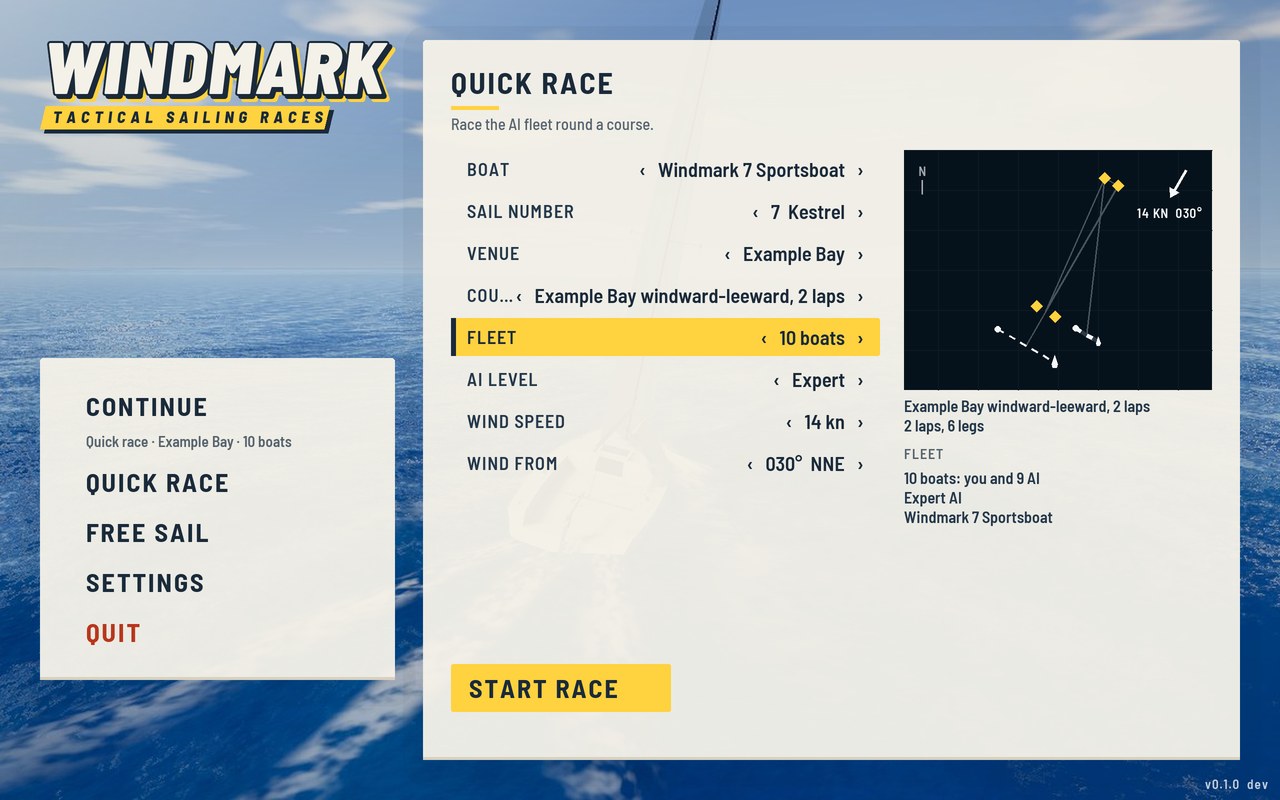 WINDMARK
TACTICAL SAILING RACES
CONTINUE
Quick race · Example Bay · 10 boats
QUICK RACE
FREE SAIL
SETTINGS
QUIT
QUICK RACE
Race the AI fleet round a course.
BOAT ‹ Windmark 7 Sportsboat ›
SAIL NUMBER ‹ 7 Kestrel ›
VENUE ‹ Example Bay ›
COU... ‹ Example Bay windward-leeward, 2 laps ›
FLEET ‹ 10 boats ›
AI LEVEL ‹ Expert ›
WIND SPEED ‹ 14 kn ›
WIND FROM ‹ 030° NNE ›
START RACE
N
14 KN 030°
Example Bay windward-leeward, 2 laps
2 laps, 6 legs
FLEET
10 boats: you and 9 AI
Expert AI
Windmark 7 Sportsboat
v0.1.0 dev